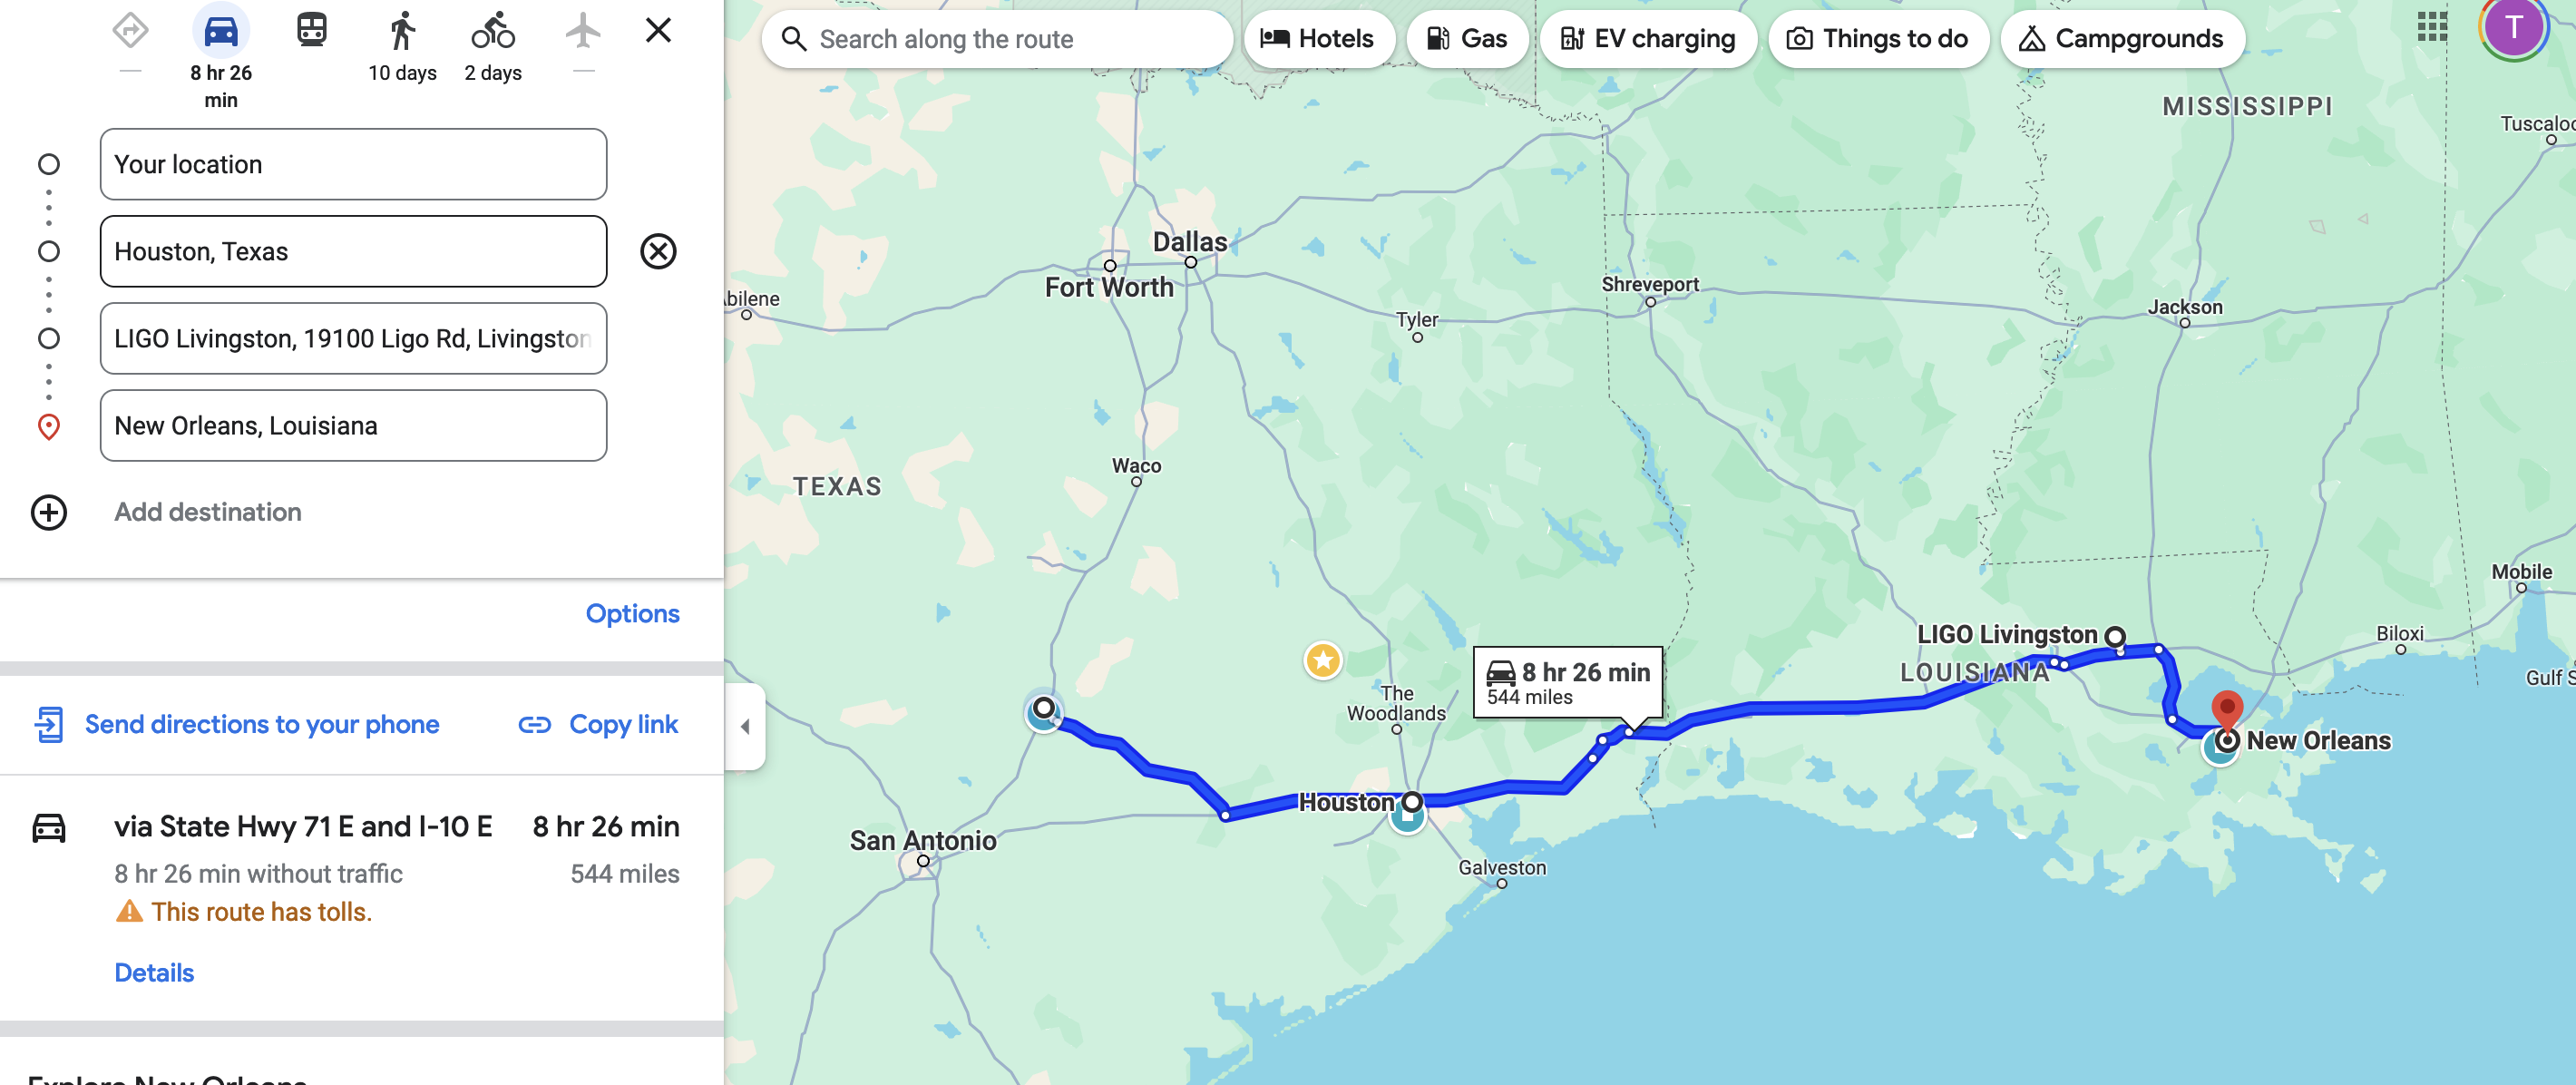 8 hr 26
min
10 days
2 days
Your location
Houston, Texas
LIGO Livingston, 19100 Ligo Rd, Livingston
New Orleans, Louisiana
Add destination
Options
Send directions to your phone
Copy link
via State Hwy 71 E and I-10 E
8 hr 26 min
8 hr 26 min without traffic
544 miles
This route has tolls.
Details
Explore New Orleans
Search along the route
Hotels
Gas
EV charging
Things to do
Campgrounds
T
MISSISSIPPI
Tuscaloo
Dallas
Fort Worth
bilene
Tyler
Shreveport
Jackson
Waco
TEXAS
Mobile
Biloxi
Gulf S
LIGO Livingston
LOUISIANA
8 hr 26 min
544 miles
The
Woodlands
New Orleans
Houston
San Antonio
Galveston